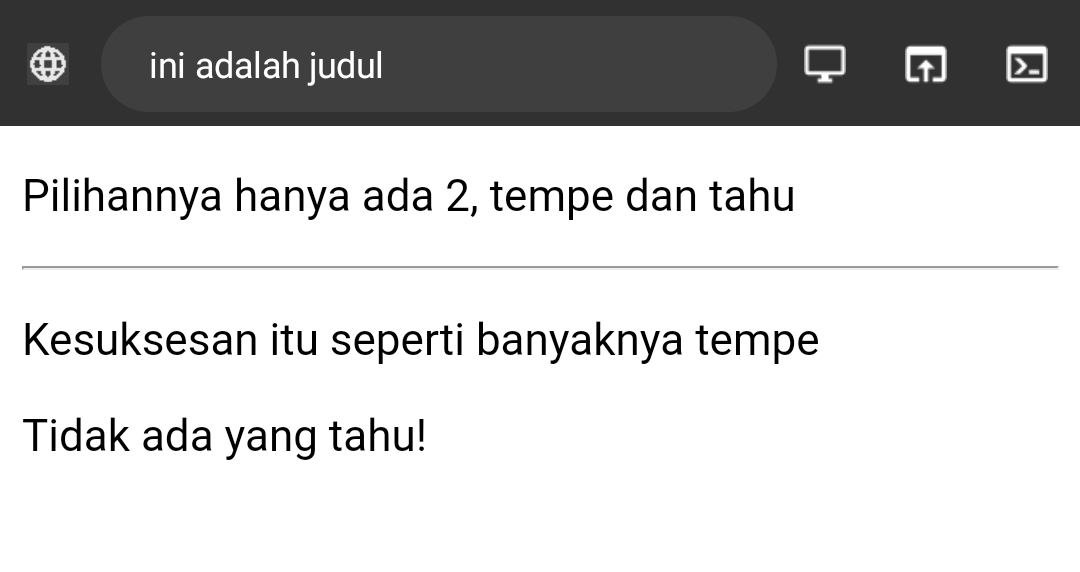 ini adalah judul
Pilihannya hanya ada 2, tempe dan tahu
Kesuksesan itu seperti banyaknya tempe
Tidak ada yang tahu!